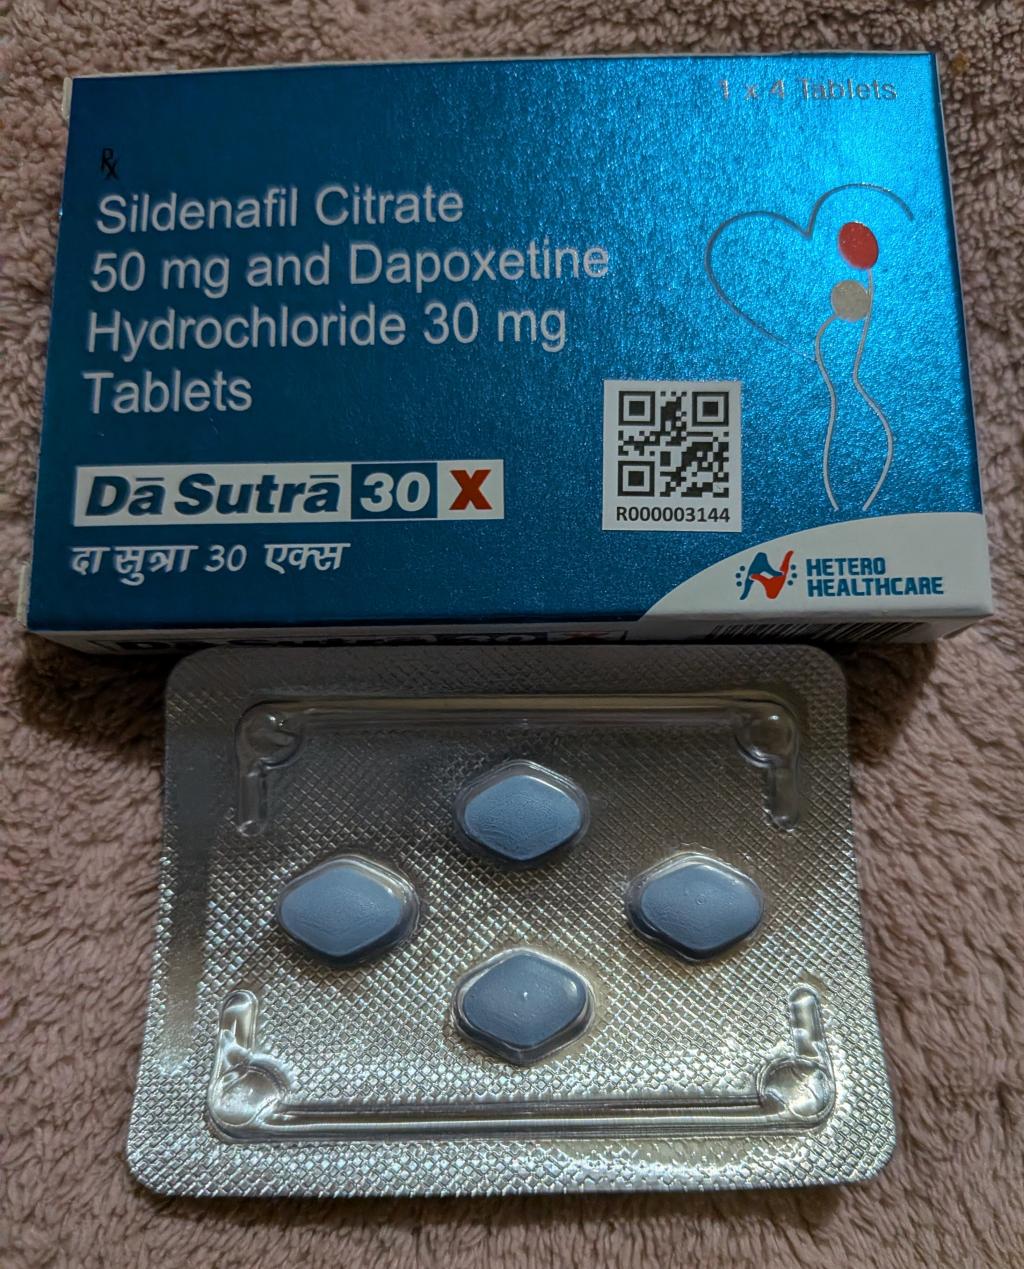 1 x 4 Tablets
Rx
Sildenafil Citrate
50 mg and Dapoxetine
Hydrochloride 30 mg
Tablets
Dā Sutrā 30 X
दा सुत्रा 30 एक्स
R000003144
HETERO
HEALTHCARE